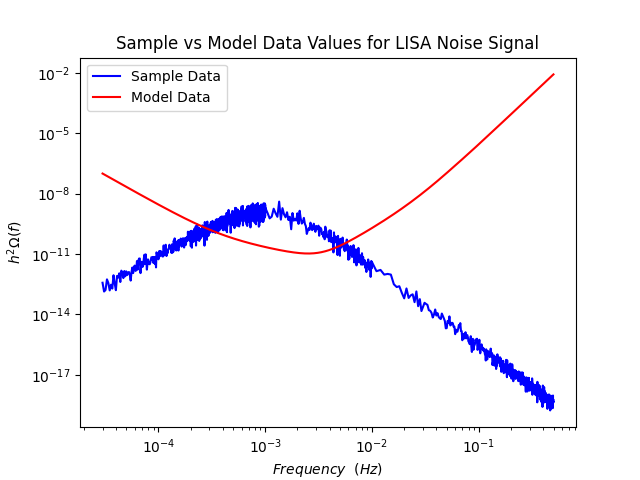 Sample vs Model Data Values for LISA Noise Signal
Sample Data
Model Data
10⁻²
10⁻⁵
10⁻⁸
10⁻¹¹
10⁻¹⁴
10⁻¹⁷
h²Ω(f)
10⁻⁴ 10⁻³ 10⁻² 10⁻¹
Frequency (Hz)